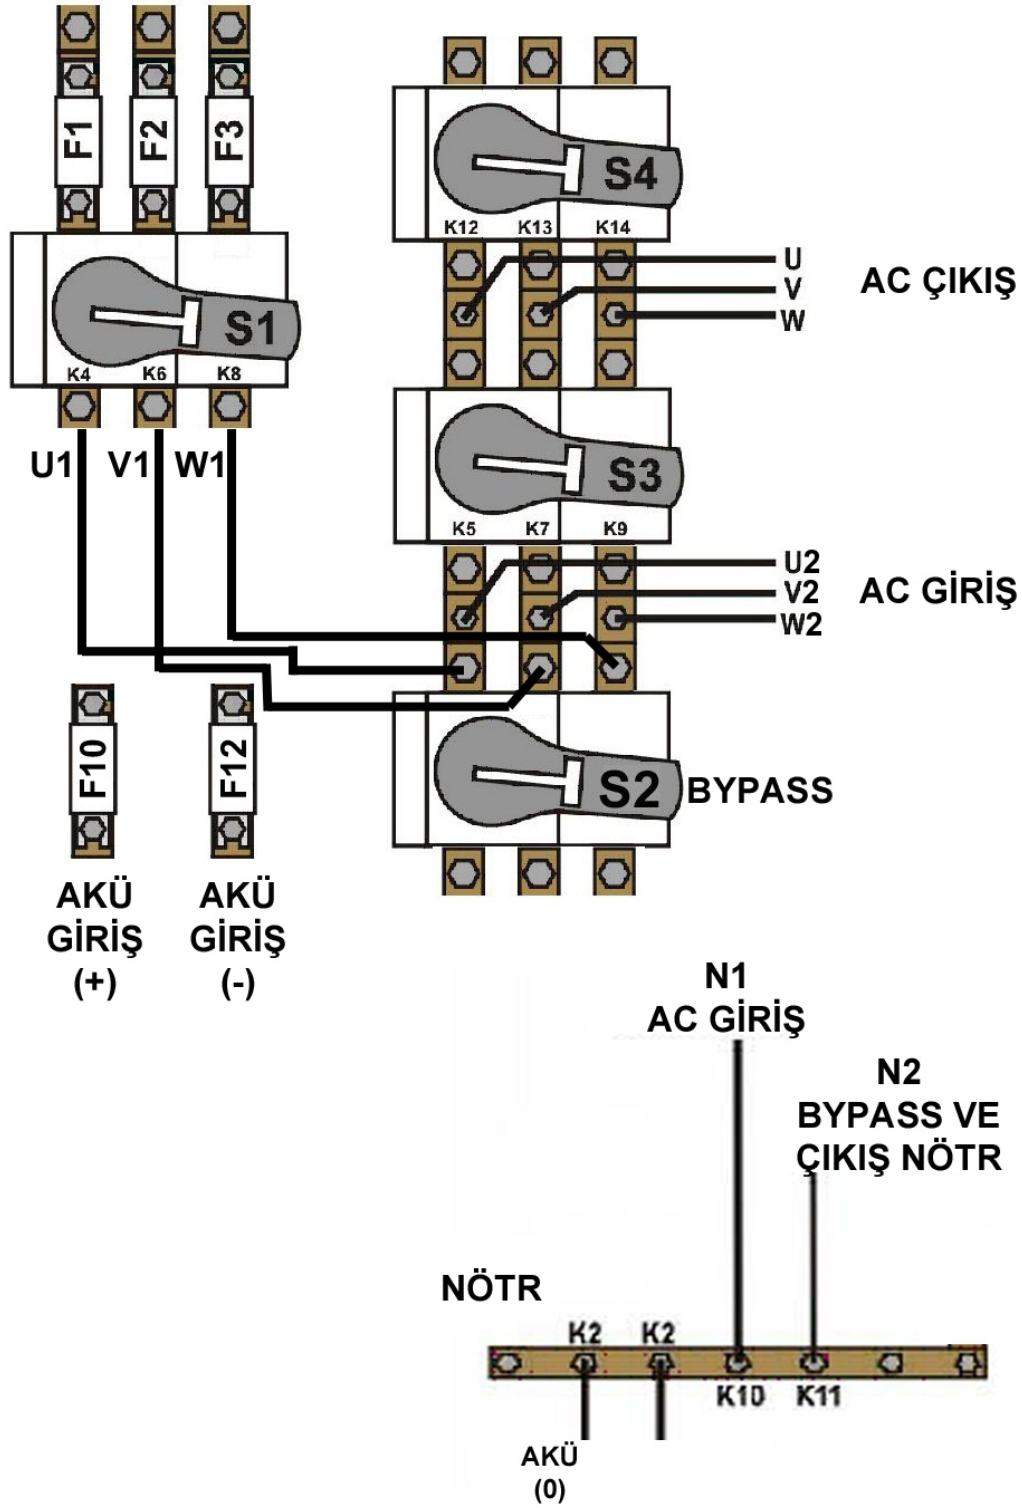 F1 F2 F3
S1
K4 K6 K8
U1 V1 W1
S4
K12 K13 K14
U
V
W
AC ÇIKIŞ
S3
K5 K7 K9
U2
V2
W2
AC GİRİŞ
S2
BYPASS
F10 F12
AKÜ
GİRİŞ
(+)
AKÜ
GİRİŞ
(-)
N1
AC GİRİŞ
N2
BYPASS VE
ÇIKIŞ NÖTR
NÖTR
K2 K2
K10 K11
AKÜ
(0)